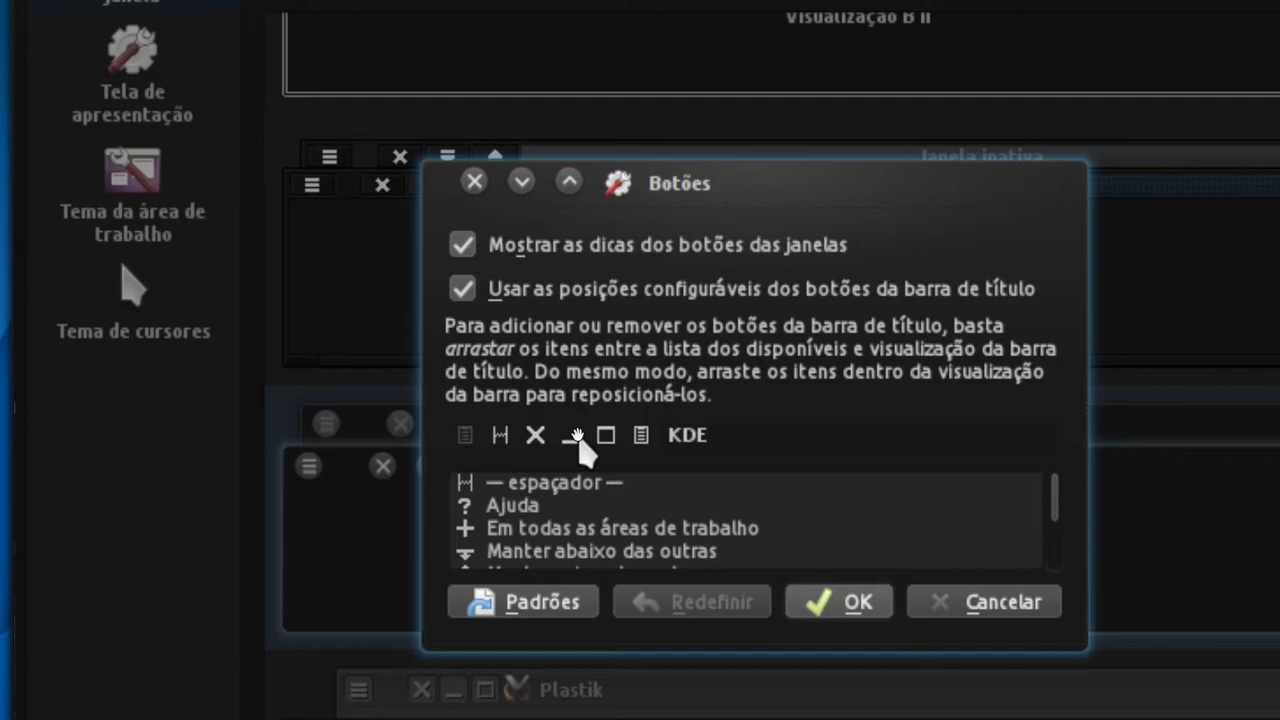 janela
Visualização B II
Tela de
apresentação
Tema da área de
trabalho
Tema de cursores
Janela inativa
Botões
Mostrar as dicas dos botões das janelas
Usar as posições configuráveis dos botões da barra de título
Para adicionar ou remover os botões da barra de título, basta
arrastar os itens entre a lista dos disponíveis e visualização da barra
de título. Do mesmo modo, arraste os itens dentro da visualização
da barra para reposicioná-los.
KDE
— espaçador —
? Ajuda
Em todas as áreas de trabalho
Manter abaixo das outras
Padrões
Redefinir
OK
Cancelar
Plastik